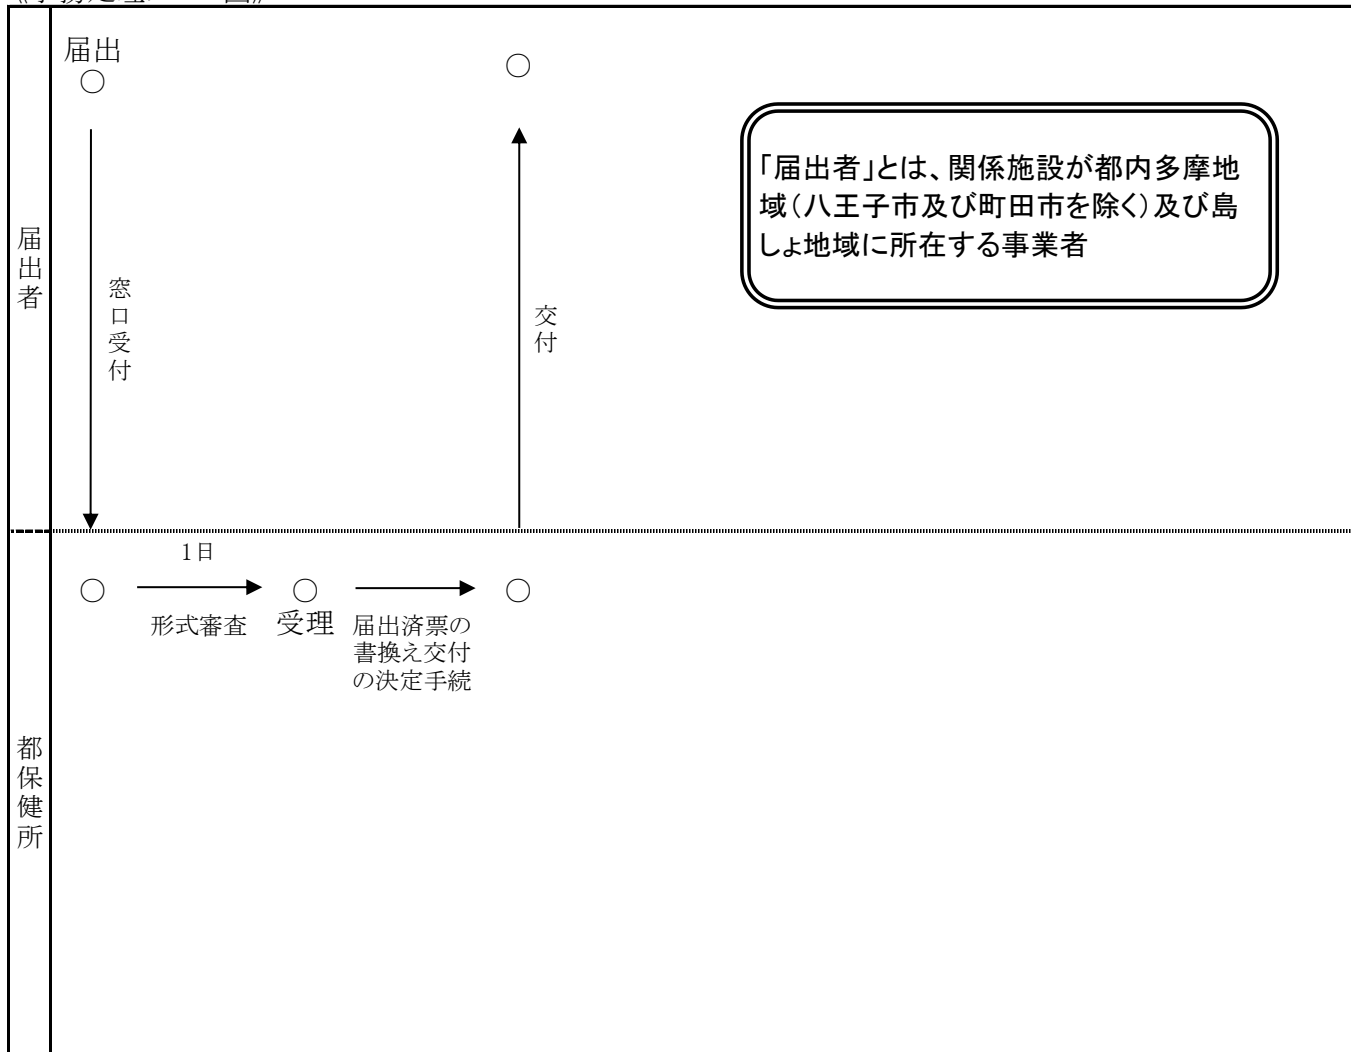 届出
届出者
窓口受付
交付
「届出者」とは、関係施設が都内多摩地
域（八王子市及び町田市を除く）及び島
しょ地域に所在する事業者
1日
形式審査
受理
届出済票の
書換え交付
の決定手続
都保健所